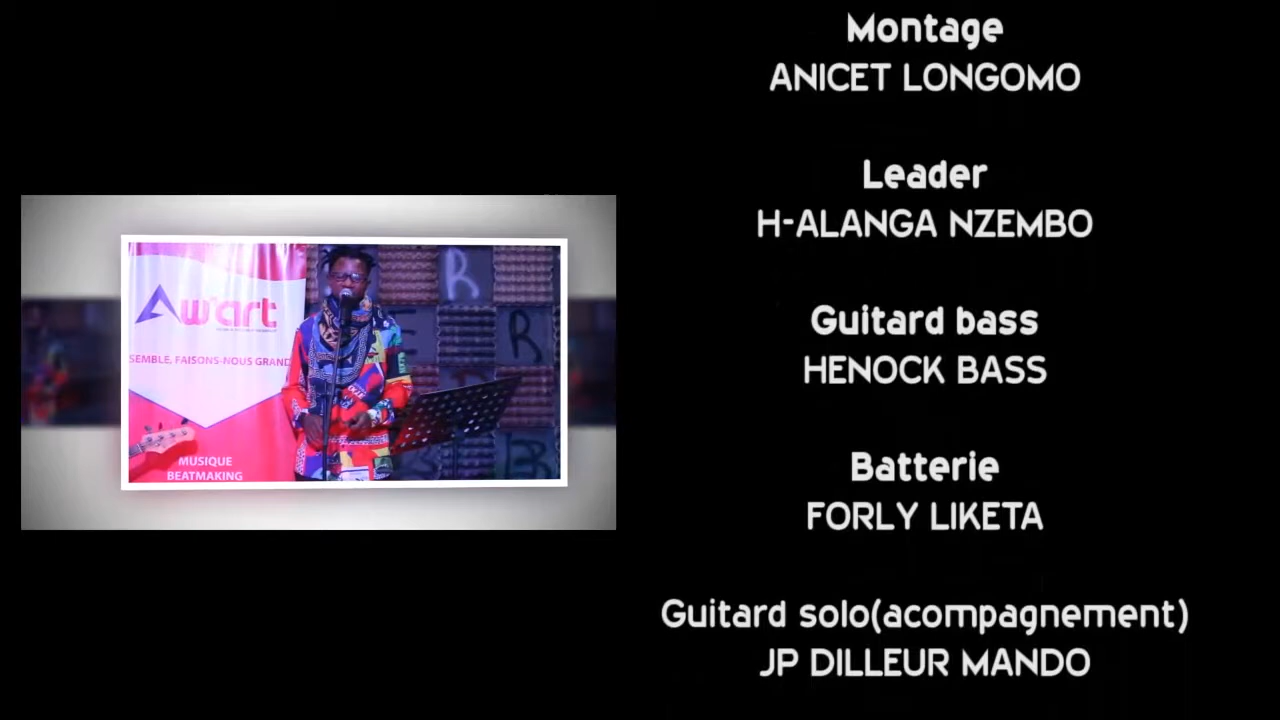 Montage
ANICET LONGOMO
Leader
H-ALANGA NZEMBO
Guitard bass
HENOCK BASS
Batterie
FORLY LIKETA
Guitard solo(acompagnement)
JP DILLEUR MANDO
Aw'art
SEMBLE, FAISONS-NOUS GRAND
MUSIQUE
BEATMAKING
R
R